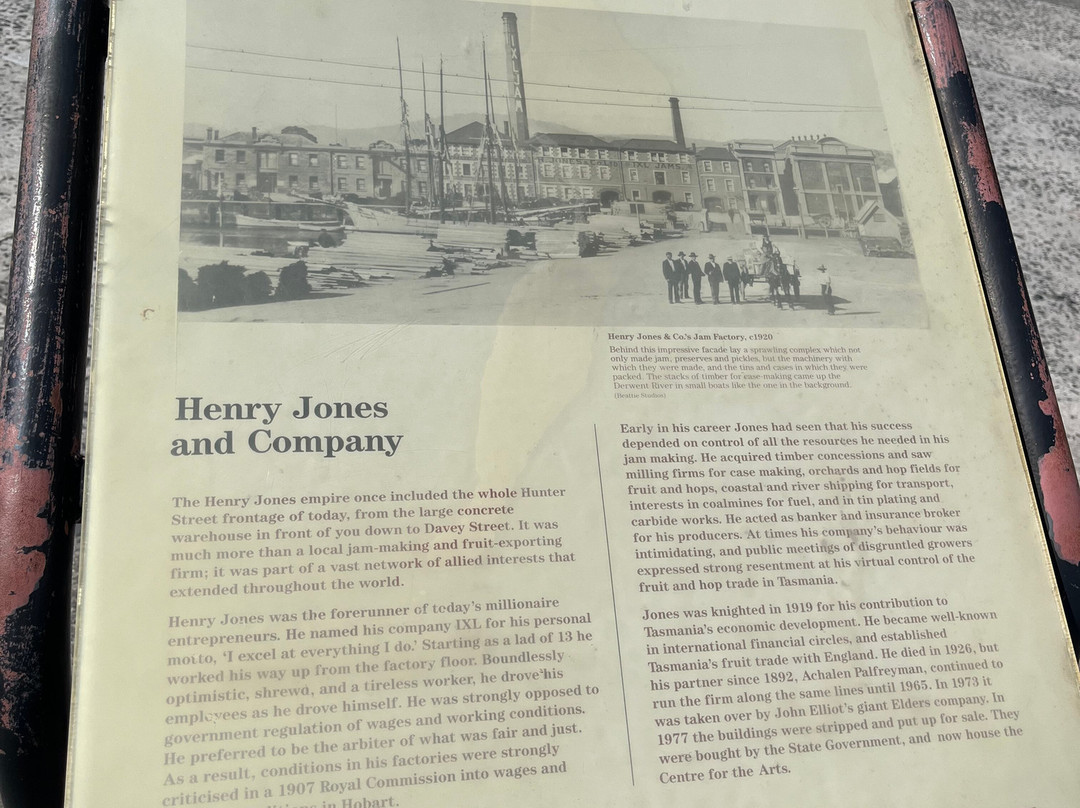 Henry Jones & Co.'s Jam Factory, c1920
Behind this impressive facade lay a sprawling complex which not
only made jam, preserves and pickles, but the machinery with
which they were made, and the tins and cases in which they were
packed. The stacks of timber for case-making came up the
Derwent River in small boats like the one in the background.
(Beattie Studios)
Henry Jones
and Company
The Henry Jones empire once included the whole Hunter
Street frontage of today, from the large concrete
warehouse in front of you down to Davey Street. It was
much more than a local jam-making and fruit-exporting
firm; it was part of a vast network of allied interests that
extended throughout the world.
Henry Jones was the forerunner of today's millionaire
entrepreneurs. He named his company IXL for his personal
motto, 'I excel at everything I do.' Starting as a lad of 13 he
worked his way up from the factory floor. Boundlessly
optimistic, shrewd, and a tireless worker, he drove his
employees as he drove himself. He was strongly opposed to
government regulation of wages and working conditions.
He preferred to be the arbiter of what was fair and just.
As a result, conditions in his factories were strongly
criticised in a 1907 Royal Commission into wages and
in Hobart.
Early in his career Jones had seen that his success
depended on control of all the resources he needed in his
jam making. He acquired timber concessions and saw
milling firms for case making, orchards and hop fields for
fruit and hops, coastal and river shipping for transport,
interests in coalmines for fuel, and in tin plating and
carbide works. He acted as banker and insurance broker
for his producers. At times his company's behaviour was
intimidating, and public meetings of disgruntled growers
expressed strong resentment at his virtual control of the
fruit and hop trade in Tasmania.
Jones was knighted in 1919 for his contribution to
Tasmania's economic development. He became well-known
in international financial circles, and established
Tasmania's fruit trade with England. He died in 1926, but
his partner since 1892, Achalen Palfreyman, continued to
run the firm along the same lines until 1965. In 1973 it
was taken over by John Elliot's giant Elders company. In
1977 the buildings were stripped and put up for sale. They
were bought by the State Government, and now house the
Centre for the Arts.